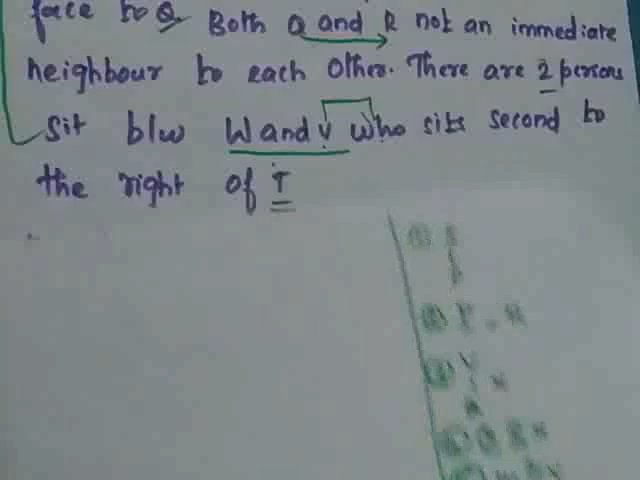 face to Q Both Q and R not an immediate
neighbour to each Other. There are 2 persons
Sit b/w W and V who sits second to
the right of T